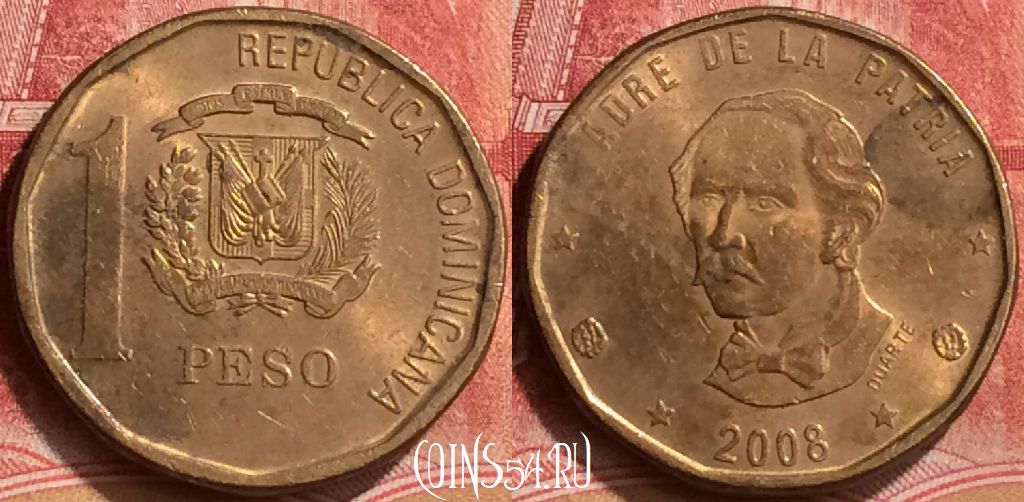 REPUBLICA DOMINICANA
1
PESO
ADRE DE LA PATRIA
DUARTE
2008
COINS54.RU